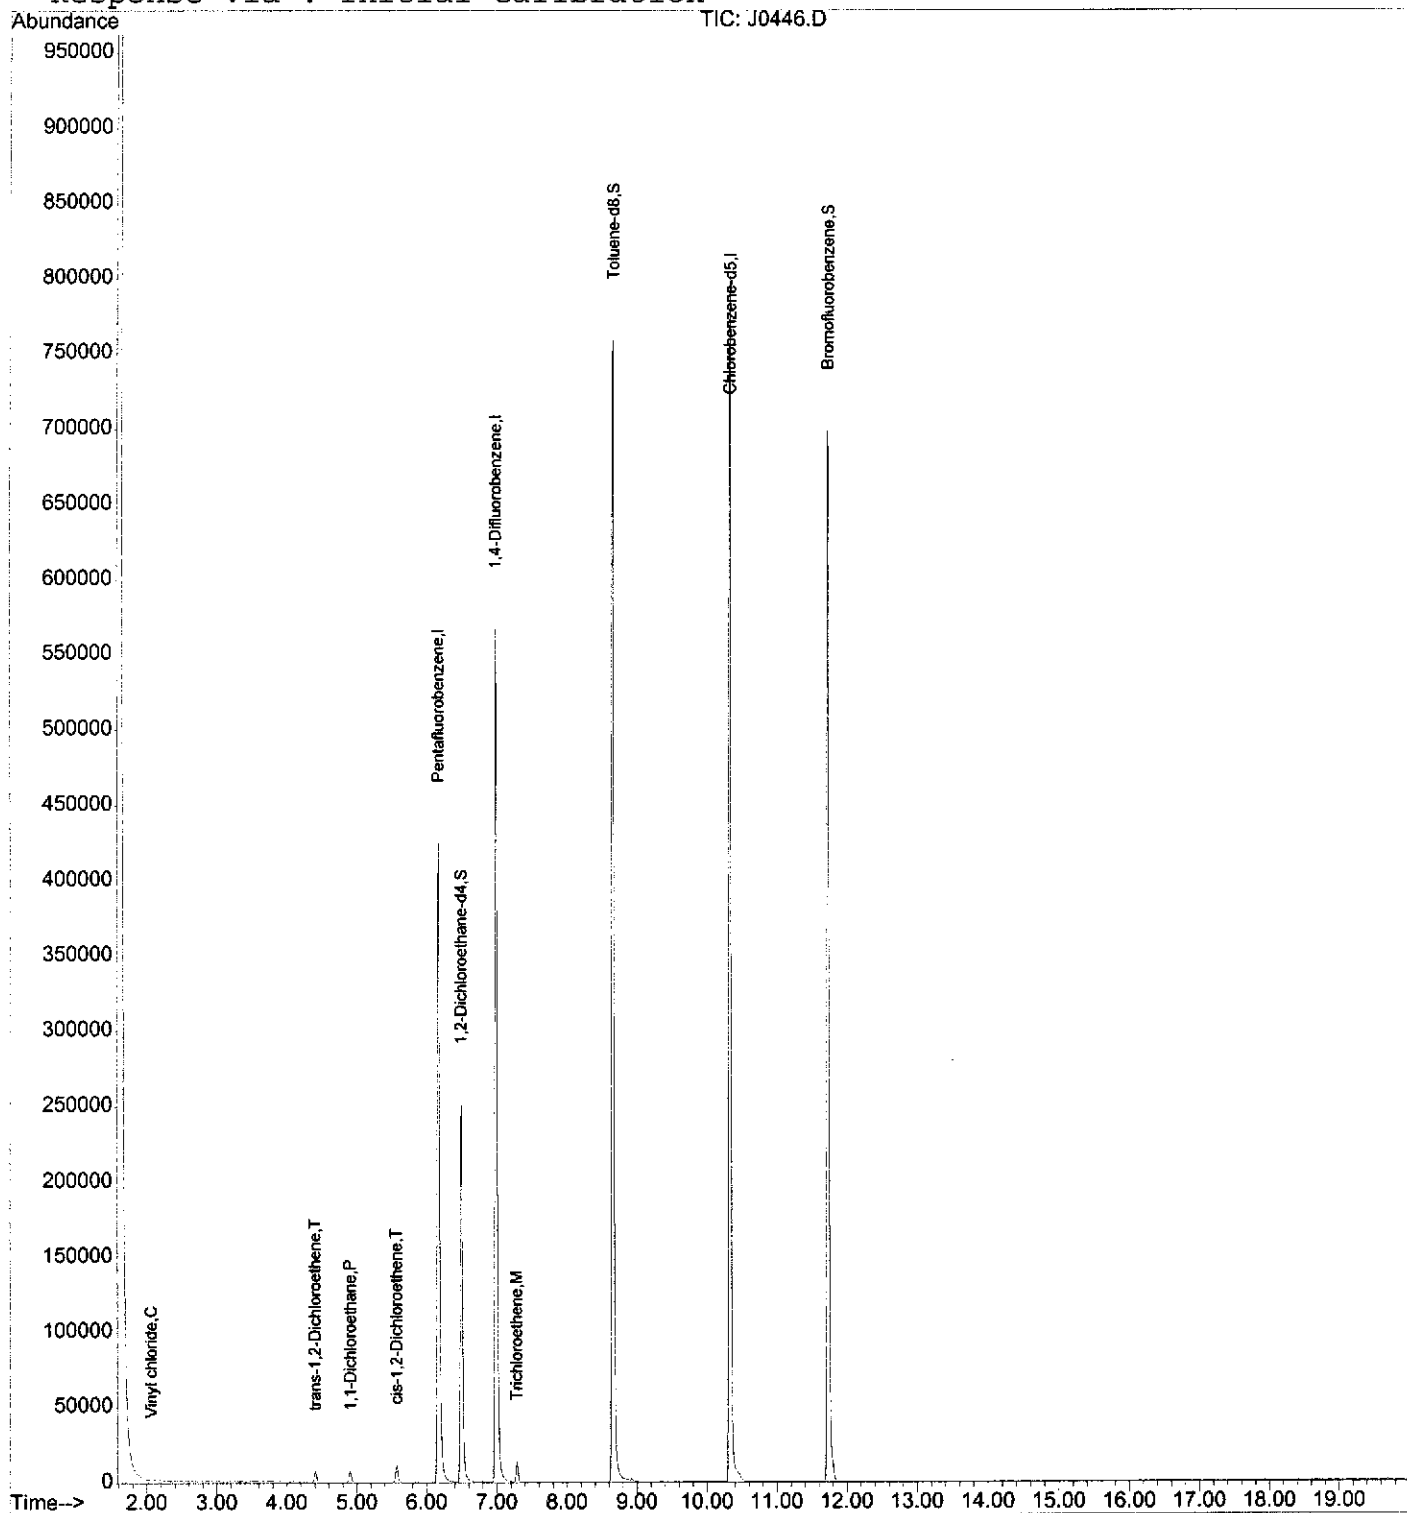 Response via : Initial Calibration
Abundance
TIC: J0446.D
950000
900000
850000
800000
750000
700000
650000
600000
550000
500000
450000
400000
350000
300000
250000
200000
150000
100000
50000
0
Vinyl chloride,C
trans-1,2-Dichloroethene,T
1,1-Dichloroethane,P
cis-1,2-Dichloroethene,T
Pentafluorobenzene,I
1,2-Dichloroethane-d4,S
1,4-Difluorobenzene,I
Trichloroethene,M
Toluene-d8,S
Chlorobenzene-d5,I
Bromofluorobenzene,S
Time--> 2.00 3.00 4.00 5.00 6.00 7.00 8.00 9.00 10.00 11.00 12.00 13.00 14.00 15.00 16.00 17.00 18.00 19.00